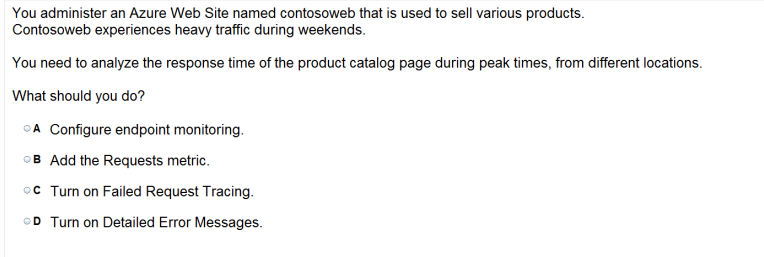 You administer an Azure Web Site named contosoweb that is used to sell various products.
Contosoweb experiences heavy traffic during weekends.
You need to analyze the response time of the product catalog page during peak times, from different locations.
What should you do?
A Configure endpoint monitoring.
B Add the Requests metric.
C Turn on Failed Request Tracing.
D Turn on Detailed Error Messages.